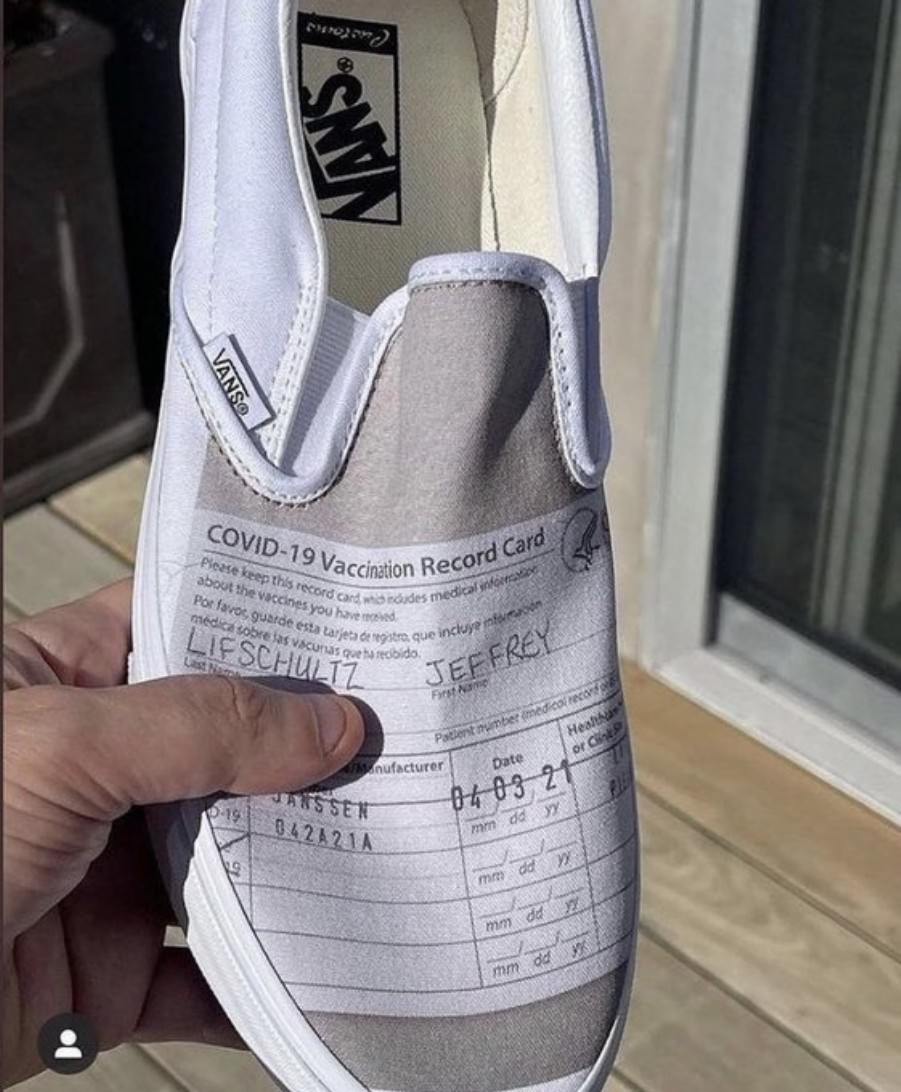 Customs
VANS
VANS
COVID-19 Vaccination Record Card
Please keep this record card, which includes medical information
about the vaccines you have received.
Por favor, guarde esta tarjeta de registro, que incluye información
médica sobre las vacunas que ha recibido.
LIFSCHULTZ JEFFREY
Last Name First Name
Patient number (medical record or
Manufacturer Date Healthcare
or Clinic
JANSSEN 04 03 21
D-19 042A21A mm dd yy
19 mm dd yy
mm dd yy
mm dd yy